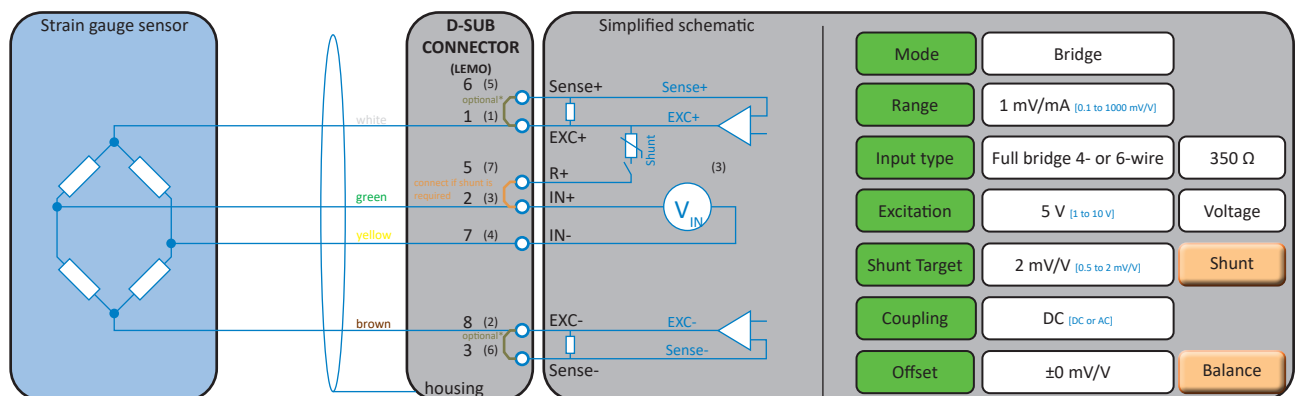 Strain gauge sensor
D-SUB
CONNECTOR
(LEMO)
Simplified schematic
6 (5)
optional*
1 (1)
Sense+
Sense+
white
EXC+
EXC+
Shunt
5 (7)
R+
(3)
connect if shunt is
required
green
2 (3)
IN+
V IN
yellow
7 (4)
IN-
brown
8 (2)
EXC-
EXC-
optional*
3 (6)
Sense-
Sense-
housing
Mode
Bridge
Range
1 mV/mA [0.1 to 1000 mV/V]
Input type
Full bridge 4- or 6-wire
350 Ω
Excitation
5 V [1 to 10 V]
Voltage
Shunt Target
2 mV/V [0.5 to 2 mV/V]
Shunt
Coupling
DC [DC or AC]
Offset
±0 mV/V
Balance